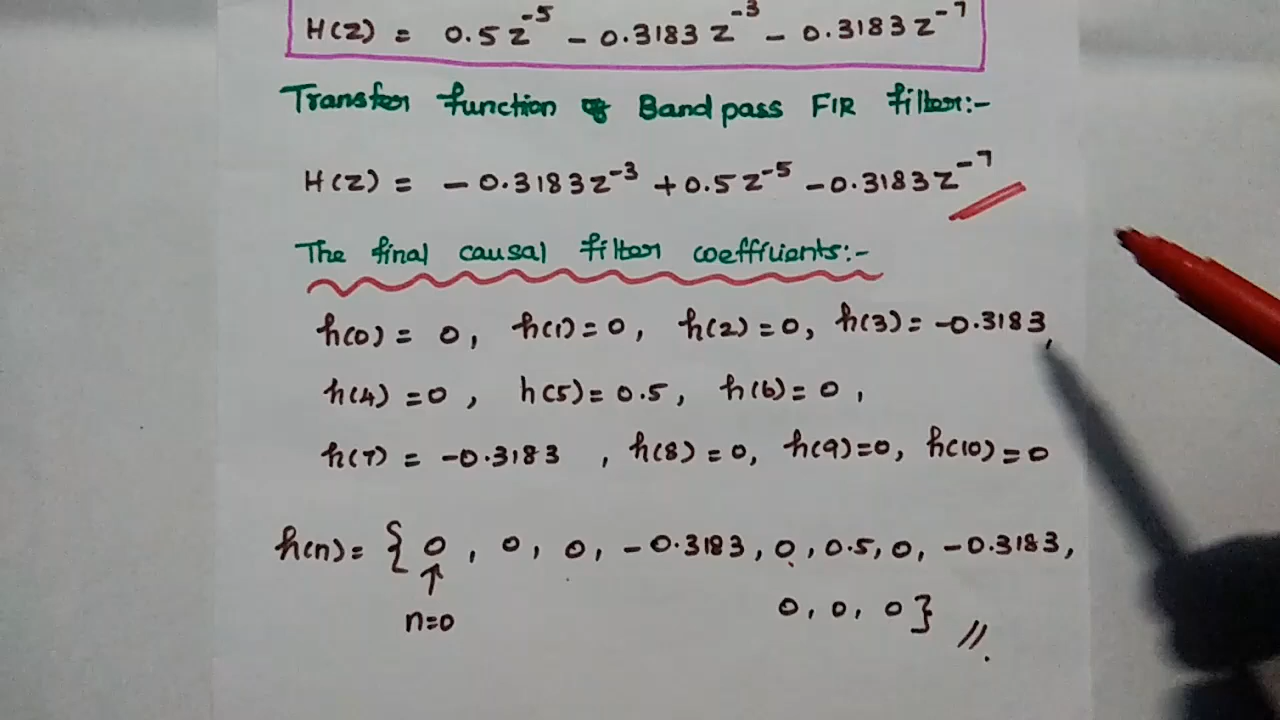 H(Z) = 0.5 z⁻⁵ - 0.3183 z⁻³ - 0.3183 z⁻⁷
Transfer function of Band pass FIR filter:-
H(Z) = - 0.3183z⁻³ + 0.5 z⁻⁵ - 0.3183 z⁻⁷
The final causal filter coefficients:-
h(0) = 0, h(1)=0, h(2)=0, h(3)= -0.3183,
h(4) = 0, h(5)= 0.5, h(6)= 0,
h(7) = -0.3183, h(8)=0, h(9)=0, h(10)=0
h(n)= { 0, 0, 0, -0.3183, 0, 0.5, 0, -0.3183,
↑
0, 0, 0} //.
n=0